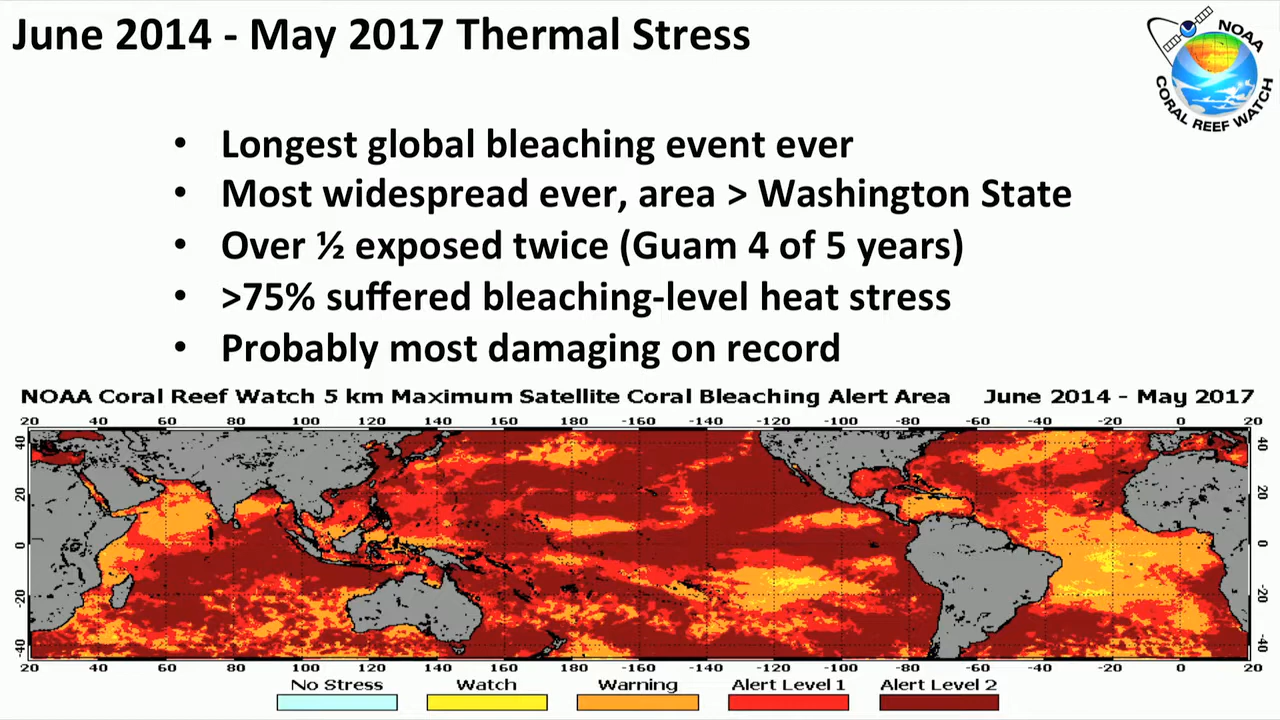 June 2014 - May 2017 Thermal Stress
NOAA
CORAL REEF WATCH
• Longest global bleaching event ever
• Most widespread ever, area > Washington State
• Over ½ exposed twice (Guam 4 of 5 years)
• >75% suffered bleaching-level heat stress
• Probably most damaging on record
NOAA Coral Reef Watch 5 km Maximum Satellite Coral Bleaching Alert Area June 2014 - May 2017
20 40 60 80 100 120 140 160 180 -160 -140 -120 -100 -80 -60 -40 -20 0 20
40 40
20 20
0 0
-20 -20
-40 -40
20 40 60 80 100 120 140 160 180 -160 -140 -120 -100 -80 -60 -40 -20 0 20
No Stress Watch Warning Alert Level 1 Alert Level 2